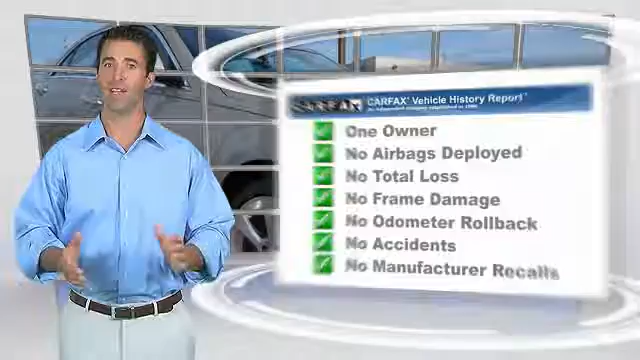 CARFAX CARFAX Vehicle History Report
One Owner
No Airbags Deployed
No Total Loss
No Frame Damage
No Odometer Rollback
No Accidents
No Manufacturer Recalls